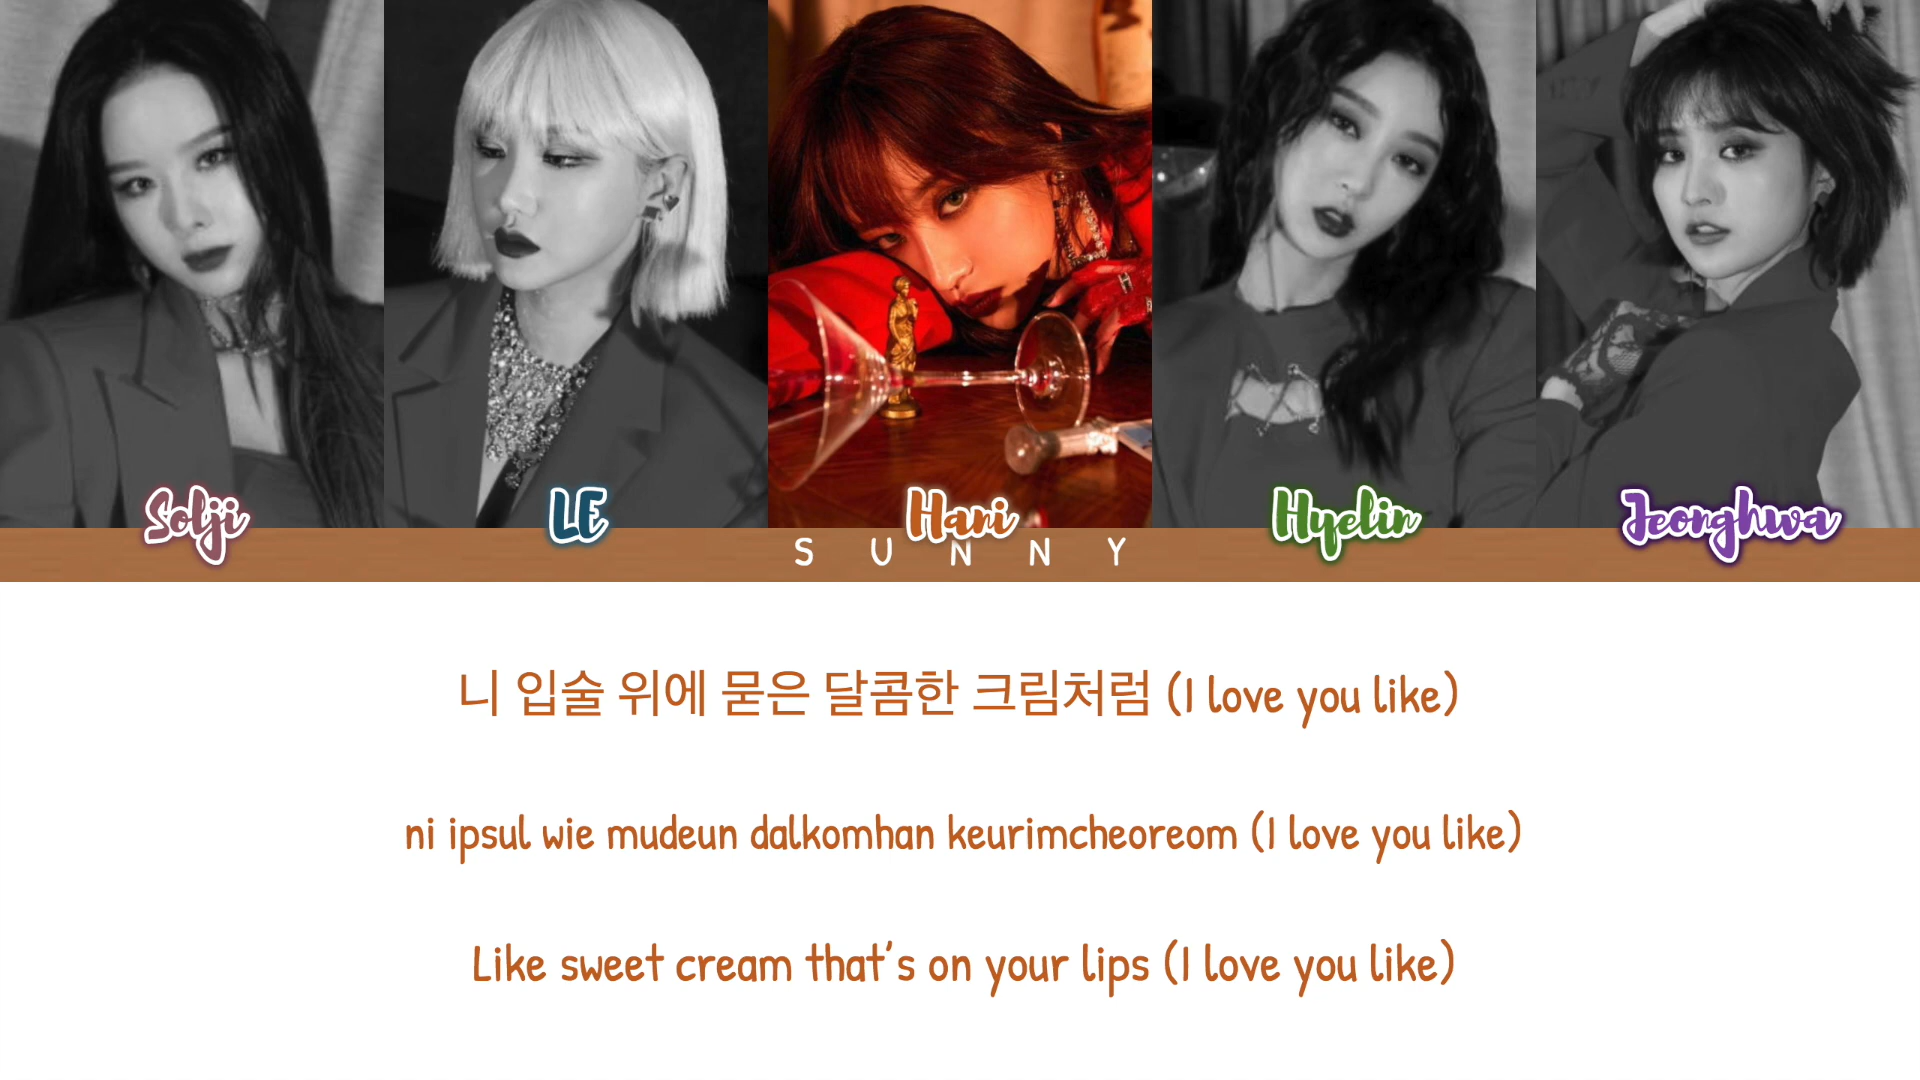 Solji LE Hani Hyelin Jeonghwa
SUNNY
니 입술 위에 묻은 달콤한 크림처럼 (I love you like)
ni ipsul wie mudeun dalkomhan keurimcheoreom (I love you like)
Like sweet cream that's on your lips (I love you like)